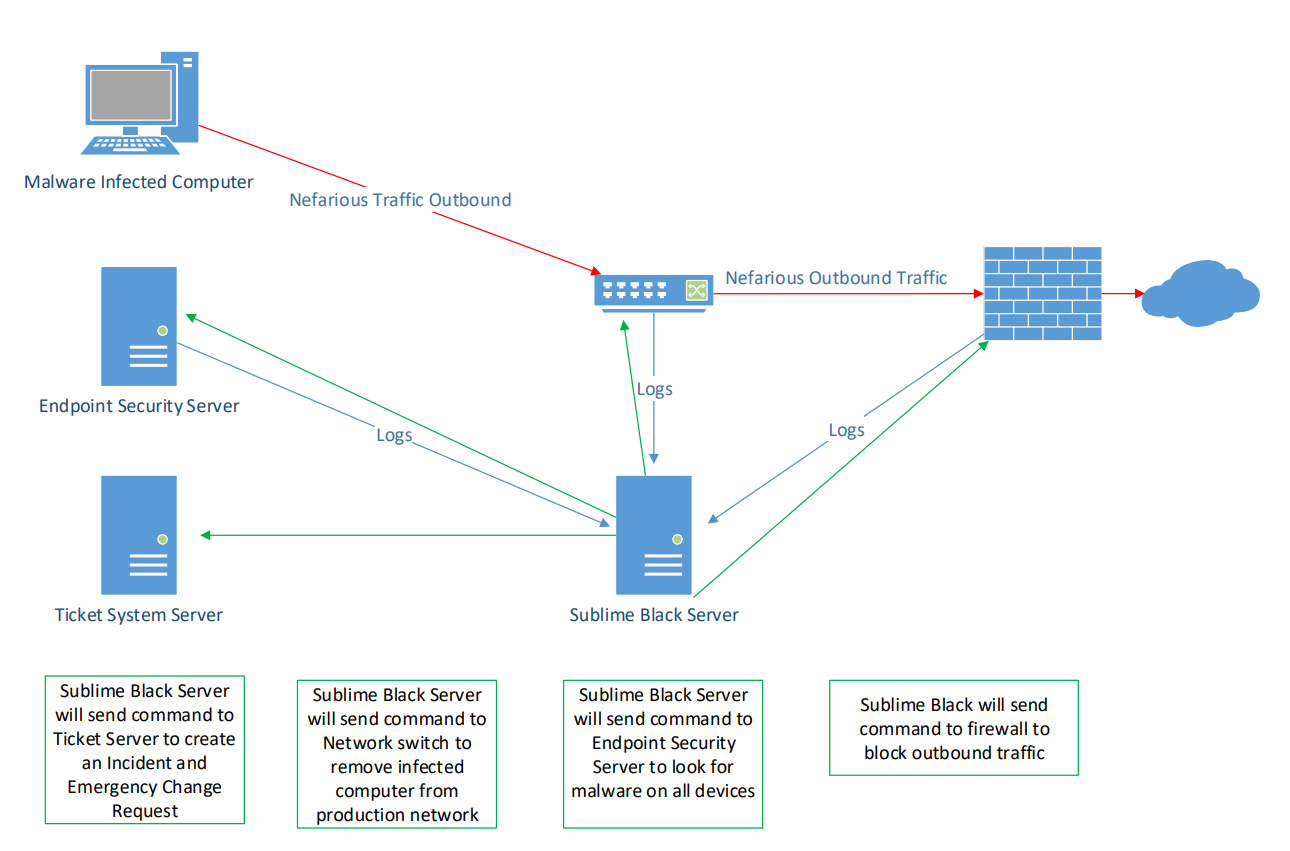 Malware Infected Computer
Nefarious Traffic Outbound
Nefarious Outbound Traffic
Endpoint Security Server
Logs
Logs
Logs
Ticket System Server
Sublime Black Server
Sublime Black Server
will send command to
Ticket Server to create
an Incident and
Emergency Change
Request
Sublime Black Server
will send command to
Network switch to
remove infected
computer from
production network
Sublime Black Server
will send command to
Endpoint Security
Server to look for
malware on all devices
Sublime Black will send
command to firewall to
block outbound traffic